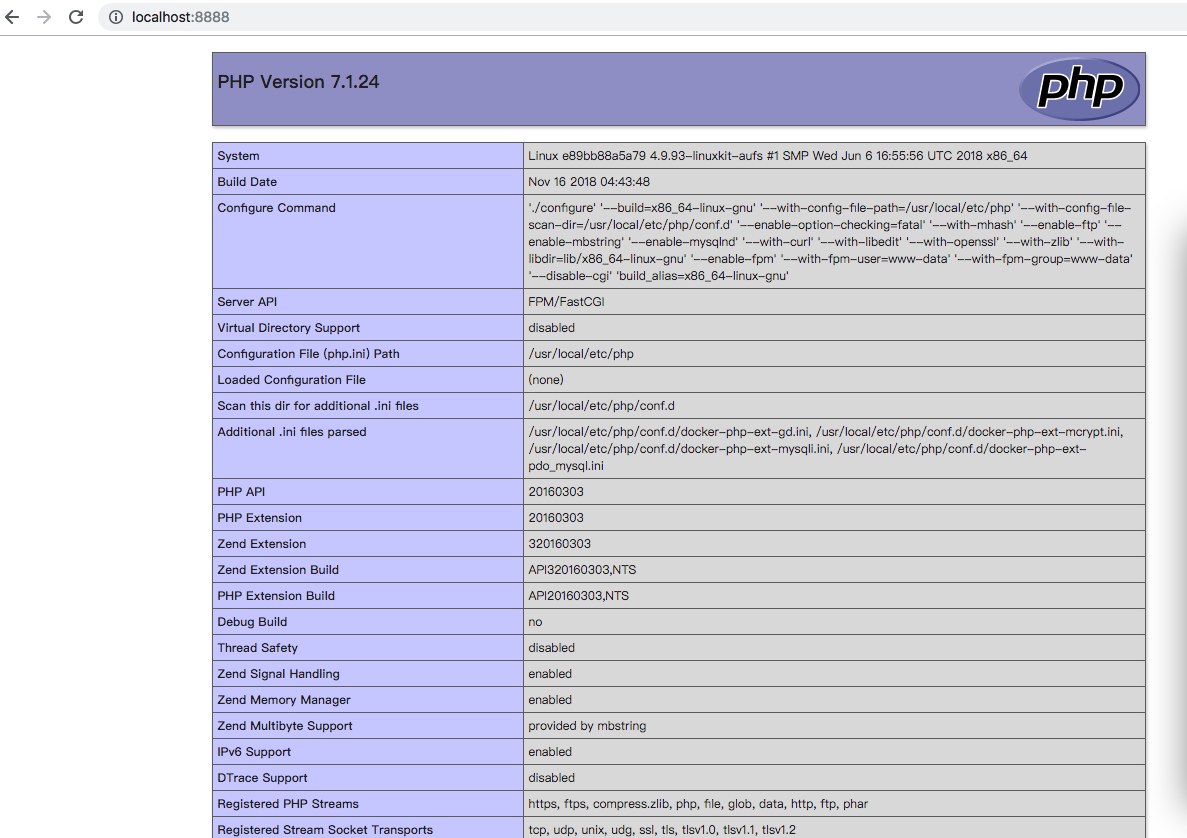 localhost:8888
PHP Version 7.1.24
php
System Linux e89bb88a5a79 4.9.93-linuxkit-aufs #1 SMP Wed Jun 6 16:55:56 UTC 2018 x86_64
Build Date Nov 16 2018 04:43:48
Configure Command './configure' '--build=x86_64-linux-gnu' '--with-config-file-path=/usr/local/etc/php' '--with-config-file-
scan-dir=/usr/local/etc/php/conf.d' '--enable-option-checking=fatal' '--with-mhash' '--enable-ftp' '--
enable-mbstring' '--enable-mysqlnd' '--with-curl' '--with-libedit' '--with-openssl' '--with-zlib' '--with-
libdir=lib/x86_64-linux-gnu' '--enable-fpm' '--with-fpm-user=www-data' '--with-fpm-group=www-data'
'--disable-cgi' 'build_alias=x86_64-linux-gnu'
Server API FPM/FastCGI
Virtual Directory Support disabled
Configuration File (php.ini) Path /usr/local/etc/php
Loaded Configuration File (none)
Scan this dir for additional .ini files /usr/local/etc/php/conf.d
Additional .ini files parsed /usr/local/etc/php/conf.d/docker-php-ext-gd.ini, /usr/local/etc/php/conf.d/docker-php-ext-mcrypt.ini,
/usr/local/etc/php/conf.d/docker-php-ext-mysqli.ini, /usr/local/etc/php/conf.d/docker-php-ext-
pdo_mysql.ini
PHP API 20160303
PHP Extension 20160303
Zend Extension 320160303
Zend Extension Build API320160303,NTS
PHP Extension Build API20160303,NTS
Debug Build no
Thread Safety disabled
Zend Signal Handling enabled
Zend Memory Manager enabled
Zend Multibyte Support provided by mbstring
IPv6 Support enabled
DTrace Support disabled
Registered PHP Streams https, ftps, compress.zlib, php, file, glob, data, http, ftp, phar
Registered Stream Socket Transports tcp, udp, unix, udg, ssl, tls, tlsv1.0, tlsv1.1, tlsv1.2